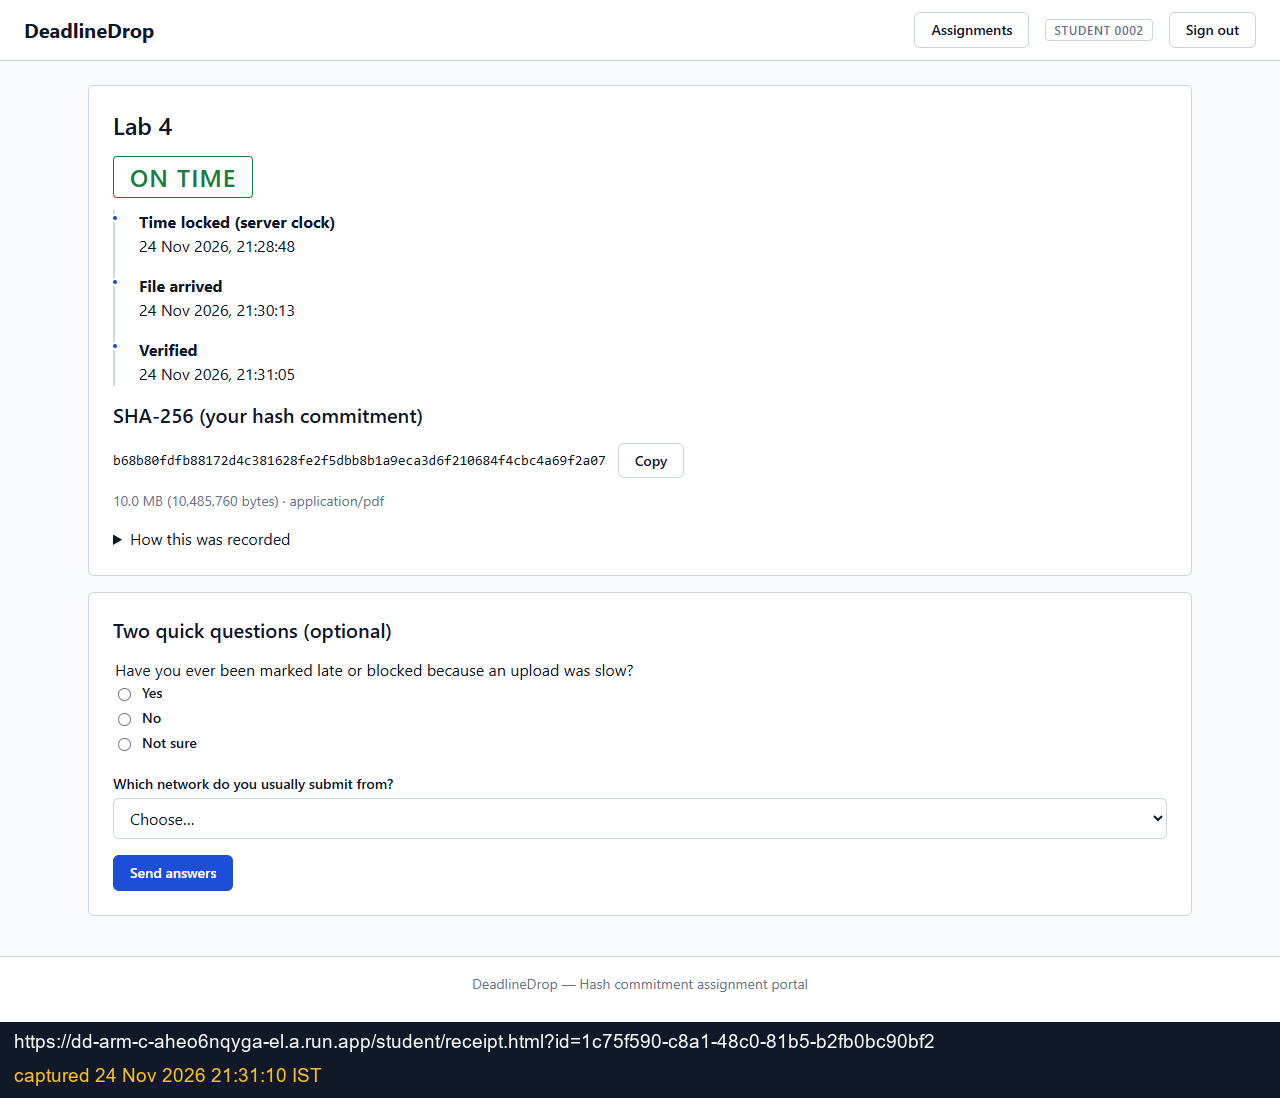 DeadlineDrop
Assignments
STUDENT 0002
Sign out
Lab 4
ON TIME
Time locked (server clock)
24 Nov 2026, 21:28:48
File arrived
24 Nov 2026, 21:30:13
Verified
24 Nov 2026, 21:31:05
SHA-256 (your hash commitment)
b68b80fdfb88172d4c381628fe2f5dbb8b1a9eca3d6f210684f4cbc4a69f2a07
Copy
10.0 MB (10,485,760 bytes) · application/pdf
How this was recorded
Two quick questions (optional)
Have you ever been marked late or blocked because an upload was slow?
Yes
No
Not sure
Which network do you usually submit from?
Choose...
Send answers
DeadlineDrop — Hash commitment assignment portal
https://dd-arm-c-aheo6nqyga-el.a.run.app/student/receipt.html?id=1c75f590-c8a1-48c0-81b5-b2fb0bc90bf2
captured 24 Nov 2026 21:31:10 IST